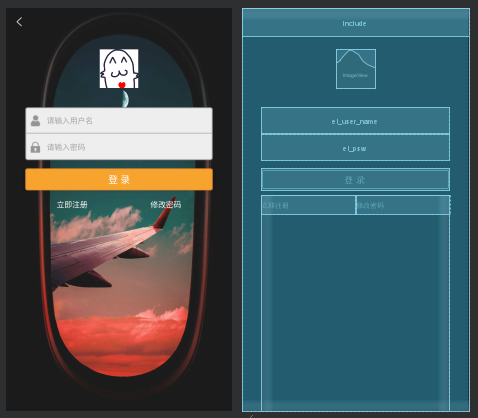 请输入用户名
请输入密码
登 录
立即注册 修改密码
Include
ImageView
et_user_name
et_psw
登 录
立即注册 修改密码